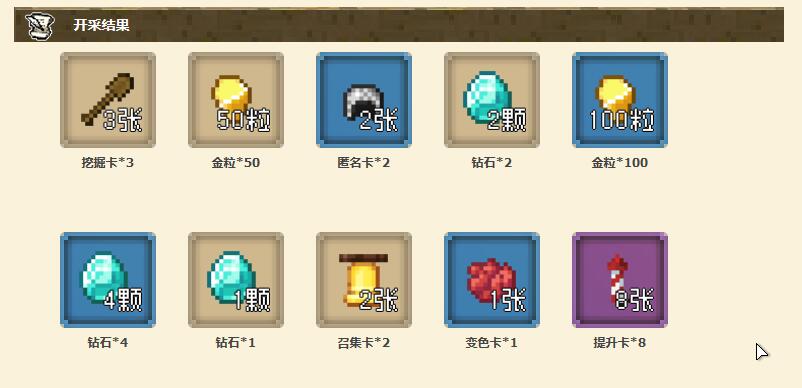 开采结果
3张 50粒 2张 2颗 100粒
挖掘卡*3 金粒*50 匿名卡*2 钻石*2 金粒*100
4颗 1颗 2张 1张 8张
钻石*4 钻石*1 召集卡*2 变色卡*1 提升卡*8